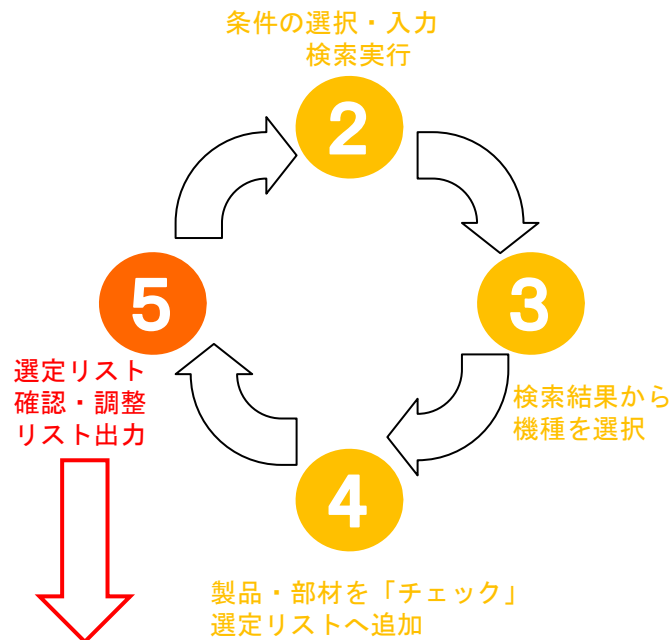 条件の選択・入力
検索実行
2
3
検索結果から
機種を選択
4
製品・部材を「チェック」
選定リストへ追加
5
選定リスト
確認・調整
リスト出力